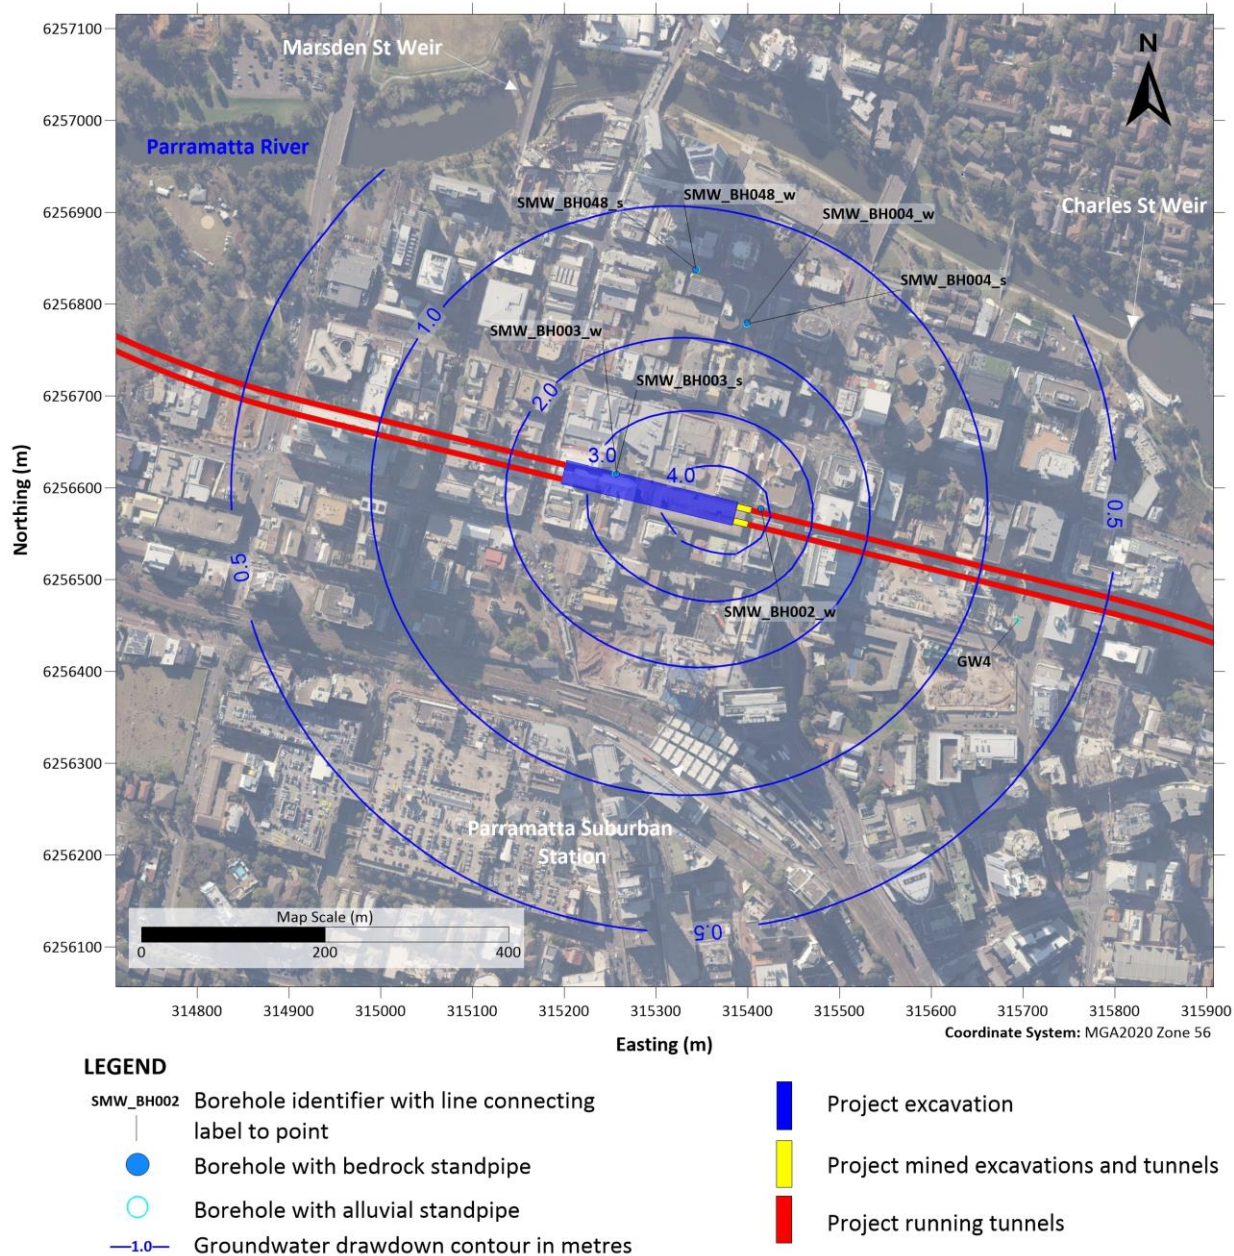 6257100
6257000
6256900
6256800
6256700
6256600
6256500
6256400
6256300
6256200
6256100
Northing (m)
Marsden St Weir
N
Parramatta River
Charles St Weir
SMW_BH048_s
SMW_BH048_w
SMW_BH004_w
SMW_BH004_s
SMW_BH003_w
SMW_BH003_s
1.0
2.0
3.0
4.0
0.5
0.5
SMW_BH002_w
GW4
Parramatta Suburban
Station
0.5
Map Scale (m)
0 200 400
314800 314900 315000 315100 315200 315300 315400 315500 315600 315700 315800 315900
Easting (m)
Coordinate System: MGA2020 Zone 56
LEGEND
SMW_BH002 Borehole identifier with line connecting
label to point
Borehole with bedrock standpipe
Borehole with alluvial standpipe
1.0 Groundwater drawdown contour in metres
Project excavation
Project mined excavations and tunnels
Project running tunnels